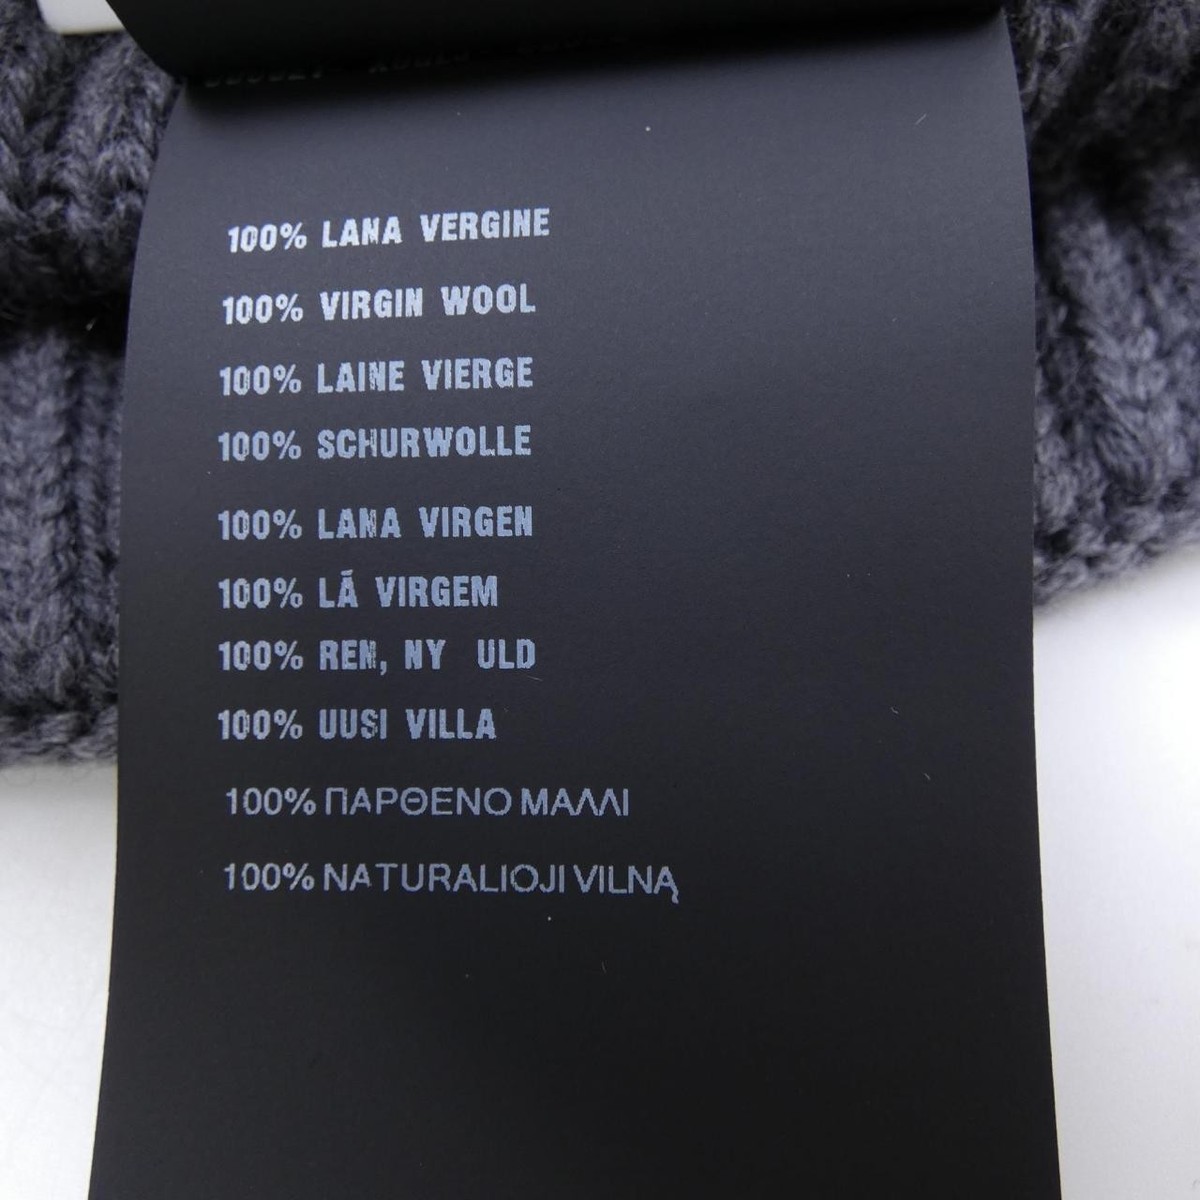 100% LANA VERGINE
100% VIRGIN WOOL
100% LAINE VIERGE
100% SCHURWOLLE
100% LANA VIRGEN
100% LÃ VIRGEM
100% REN, NY ULD
100% UUSI VILLA
100% ΠΑΡΘΕΝΟ ΜΑΛΛΙ
100% NATURALIOJI VILNĄ